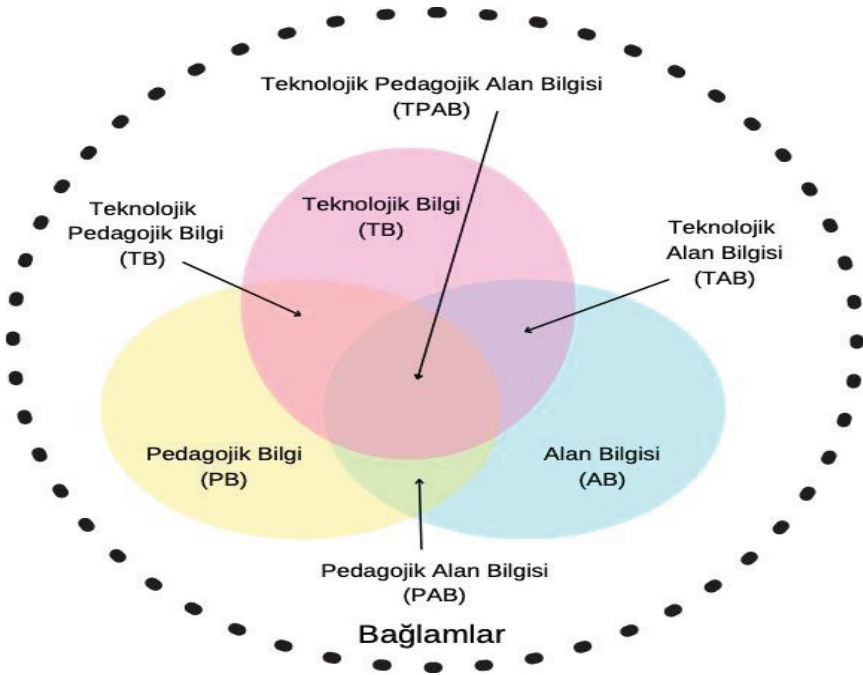 Teknolojik Pedagojik Alan Bilgisi
(TPAB)
Teknolojik
Pedagojik Bilgi
(TB)
Teknolojik Bilgi
(TB)
Teknolojik
Alan Bilgisi
(TAB)
Pedagojik Bilgi
(PB)
Alan Bilgisi
(AB)
Pedagojik Alan Bilgisi
(PAB)
Bağlamlar